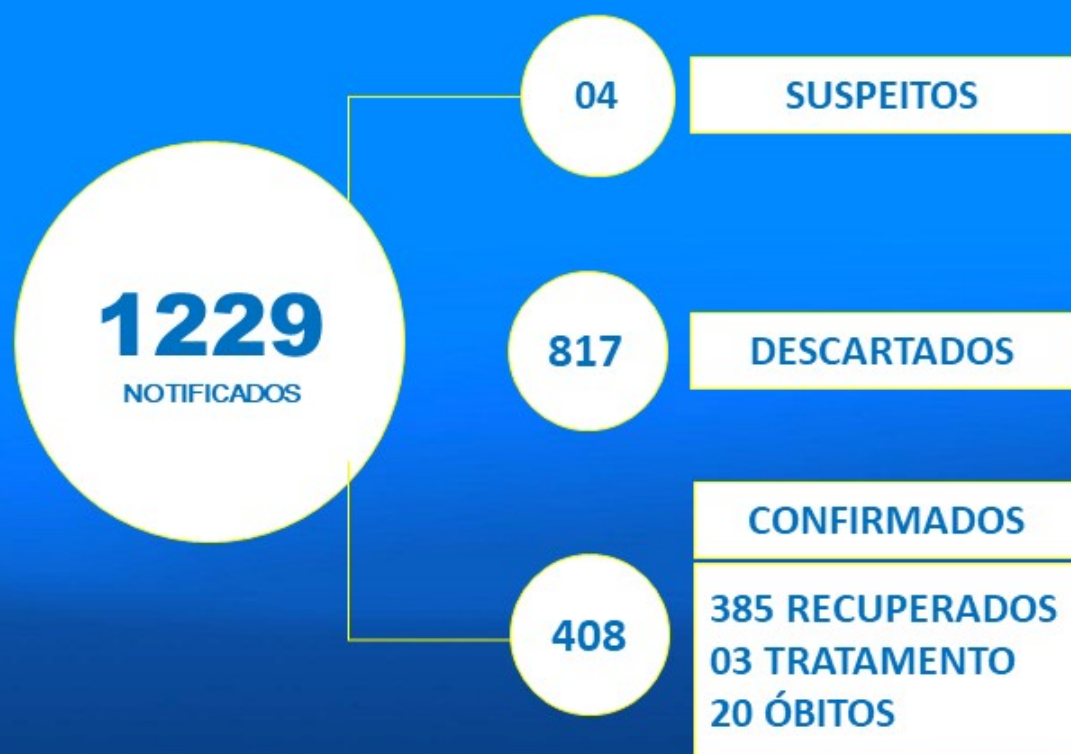 1229
NOTIFICADOS
04
SUSPEITOS
817
DESCARTADOS
408
CONFIRMADOS
385 RECUPERADOS
03 TRATAMENTO
20 ÓBITOS